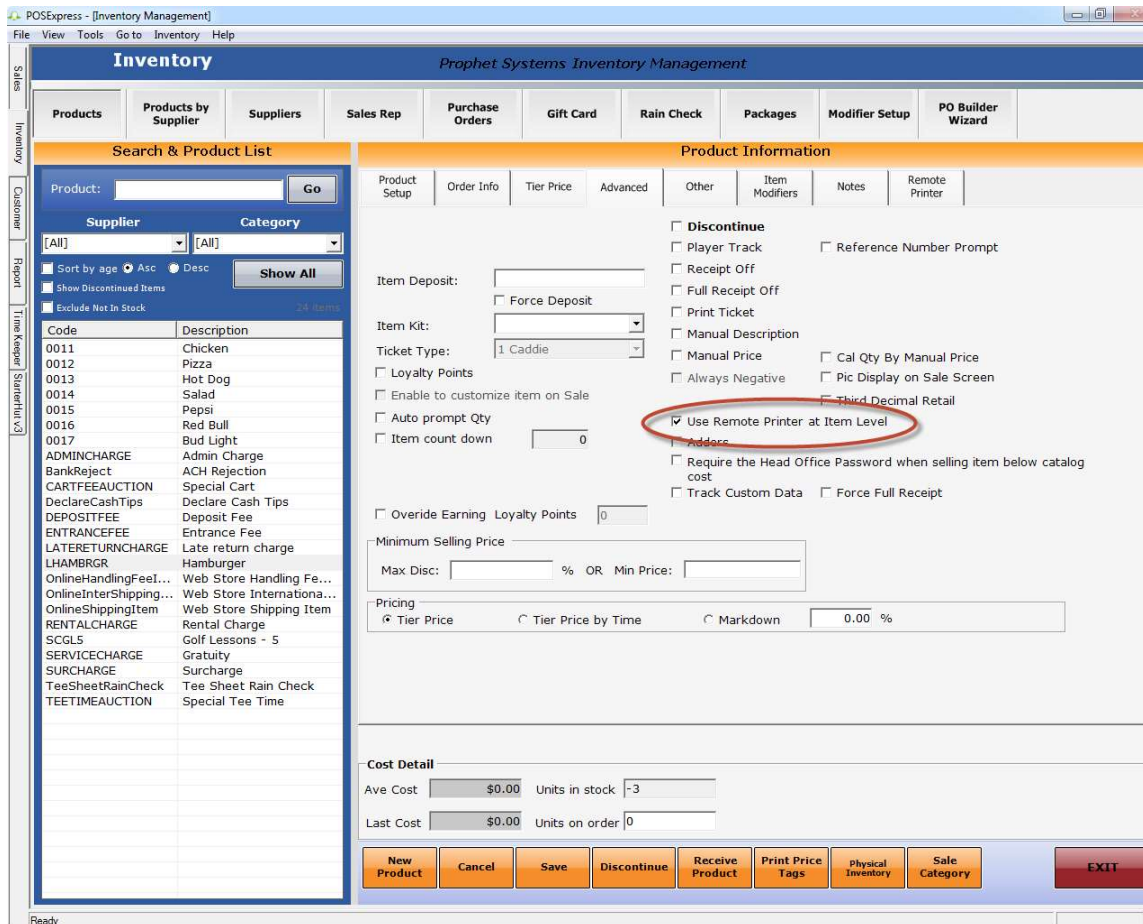 POSExpress - [Inventory Management]
File View Tools Go to Inventory Help
Inventory
Prophet Systems Inventory Management
Sales
Inventory
Customer
Report
Time Keeper
StarterHut v3
Products
Products by Supplier
Suppliers
Sales Rep
Purchase Orders
Gift Card
Rain Check
Packages
Modifier Setup
PO Builder Wizard
Search & Product List
Product:
Go
Supplier Category
[All] [All]
Sort by age Asc Desc
Show All
Show Discontinued Items
Exclude Not In Stock 24 items
Code Description
0011 Chicken
0012 Pizza
0013 Hot Dog
0014 Salad
0015 Pepsi
0016 Red Bull
0017 Bud Light
ADMINCHARGE Admin Charge
BankReject ACH Rejection
CARTFEEAUCTION Special Cart
DeclareCashTips Declare Cash Tips
DEPOSITFEE Deposit Fee
ENTRANCEFEE Entrance Fee
LATERETURNCHARGE Late return charge
LHAMBRGR Hamburger
OnlineHandlingFeeI... Web Store Handling Fe...
OnlineInterShipping... Web Store Internationa...
OnlineShippingItem Web Store Shipping Item
RENTALCHARGE Rental Charge
SCGL5 Golf Lessons - 5
SERVICECHARGE Gratuity
SURCHARGE Surcharge
TeeSheetRainCheck Tee Sheet Rain Check
TEETIMEAUCTION Special Tee Time
Product Information
Product Setup
Order Info
Tier Price
Advanced
Other
Item Modifiers
Notes
Remote Printer
Item Deposit:
Force Deposit
Item Kit:
Ticket Type: 1 Caddie
Loyalty Points
Enable to customize item on Sale
Auto prompt Qty
Item count down 0
Overide Earning Loyalty Points 0
Discontinue
Player Track Reference Number Prompt
Receipt Off
Full Receipt Off
Print Ticket
Manual Description
Manual Price Cal Qty By Manual Price
Always Negative Pic Display on Sale Screen
Third Decimal Retail
Use Remote Printer at Item Level
Adders
Require the Head Office Password when selling item below catalog
cost
Track Custom Data Force Full Receipt
Minimum Selling Price
Max Disc: % OR Min Price:
Pricing
Tier Price Tier Price by Time Markdown 0.00 %
Cost Detail
Ave Cost $0.00 Units in stock -3
Last Cost $0.00 Units on order 0
New Product
Cancel
Save
Discontinue
Receive Product
Print Price Tags
Physical Inventory
Sale Category
EXIT
Ready